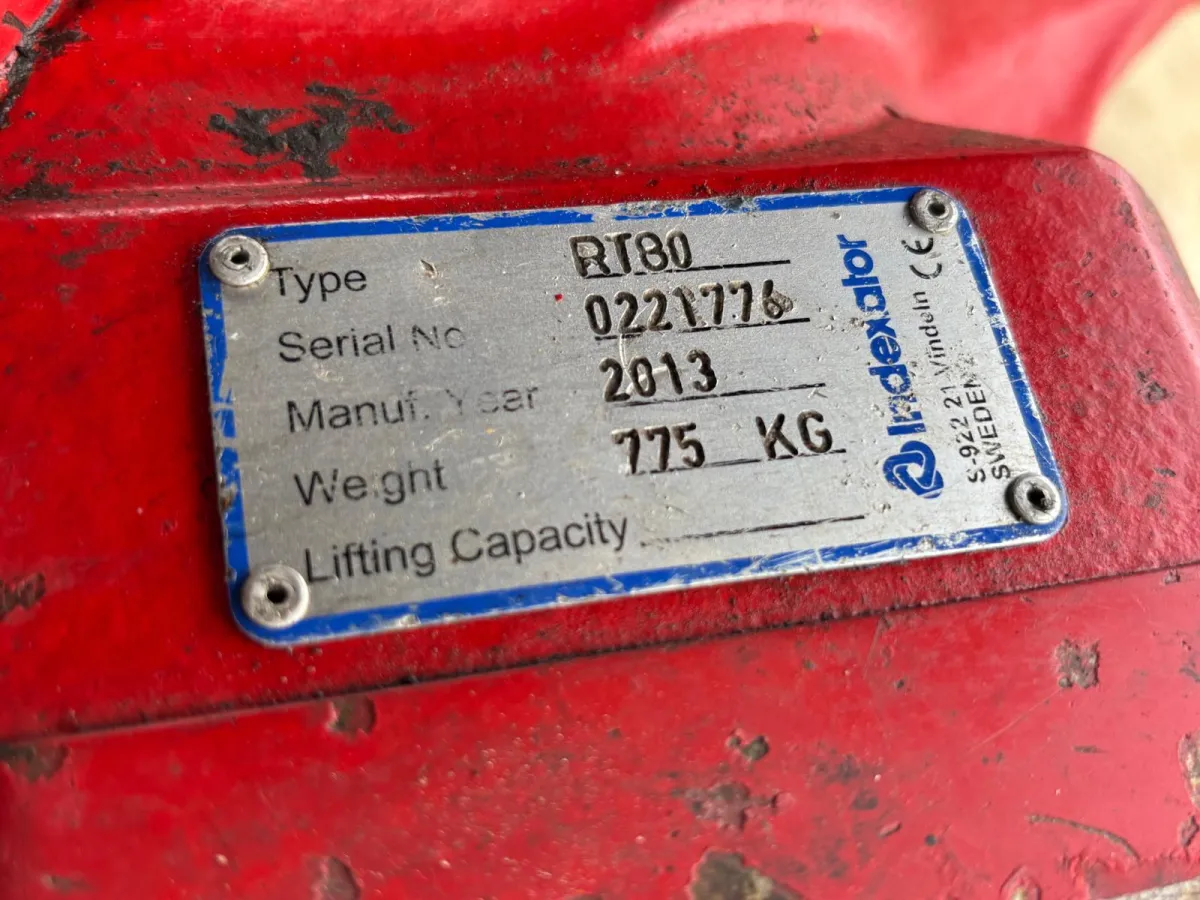 Type RT80
Serial No 0221776
Manuf. Year 2013
Weight 775 KG
Lifting Capacity
Indexator
S-922 21 Vindeln CE
SWEDEN